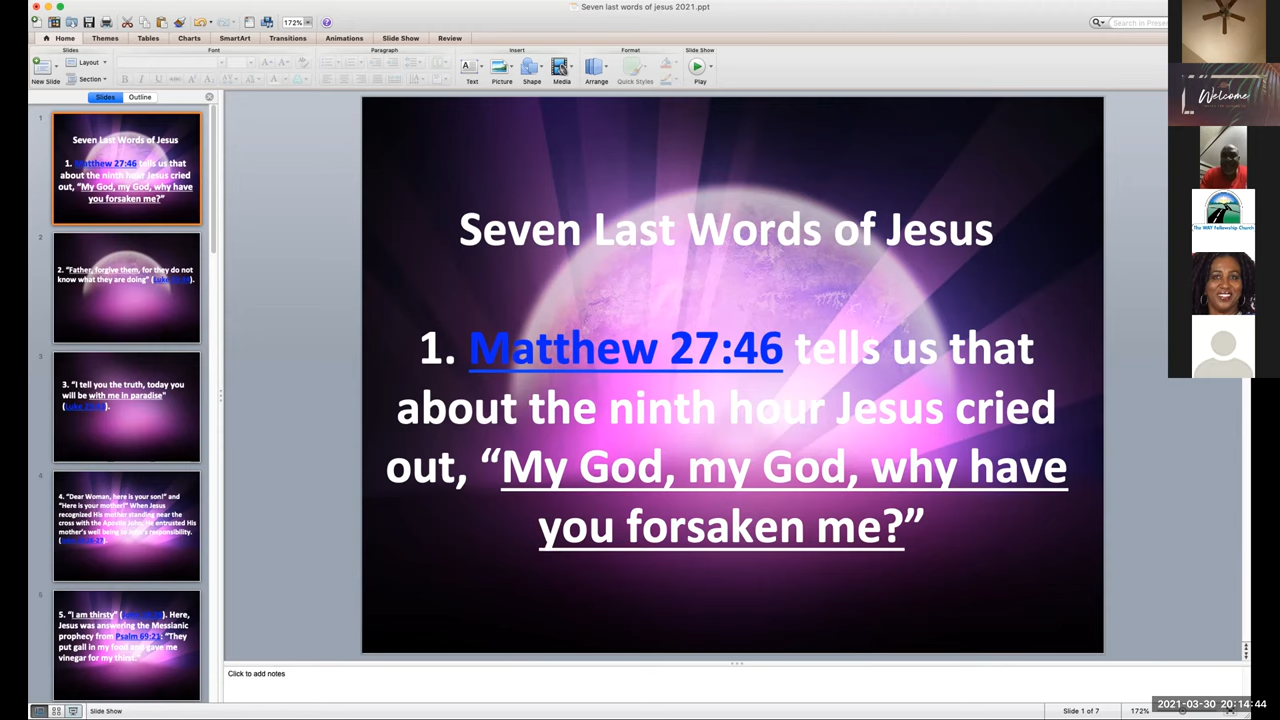 Seven last words of jesus 2021.ppt
172%
Search in Prese
Home Themes Tables Charts SmartArt Transitions Animations Slide Show Review
Slides Font Paragraph Insert Format Slide Show
Layout
Section
New Slide Text Picture Shape Media Arrange Quick Styles Play
Slides Outline
1
Seven Last Words of Jesus
1. Matthew 27:46 tells us that
about the ninth hour Jesus cried
out, “My God, my God, why have
you forsaken me?”
2
2. “Father, forgive them, for they do not
know what they are doing” (Luke
3
3. “I tell you the truth, today you
will be with me in paradise"
(Luke
4
4. “Dear Woman, here is your son!” and
“Here is your mother!” When Jesus
recognized His mother standing near the
cross with the Apostle John, He entrusted His
mother’s well being to John’s responsibility.
5. “I am thirsty” Here,
Jesus was answering the Messianic
prophecy from Psalm 69:21: “They
put gall in my food and gave me
vinegar for my thirst.”
Seven Last Words of Jesus
1. Matthew 27:46 tells us that
about the ninth hour Jesus cried
out, “My God, my God, why have
you forsaken me?”
Welcome
The WAY Fellowship Church
Click to add notes
Slide Show
Slide 1 of 7
172%
2021-03-30 20:14:44